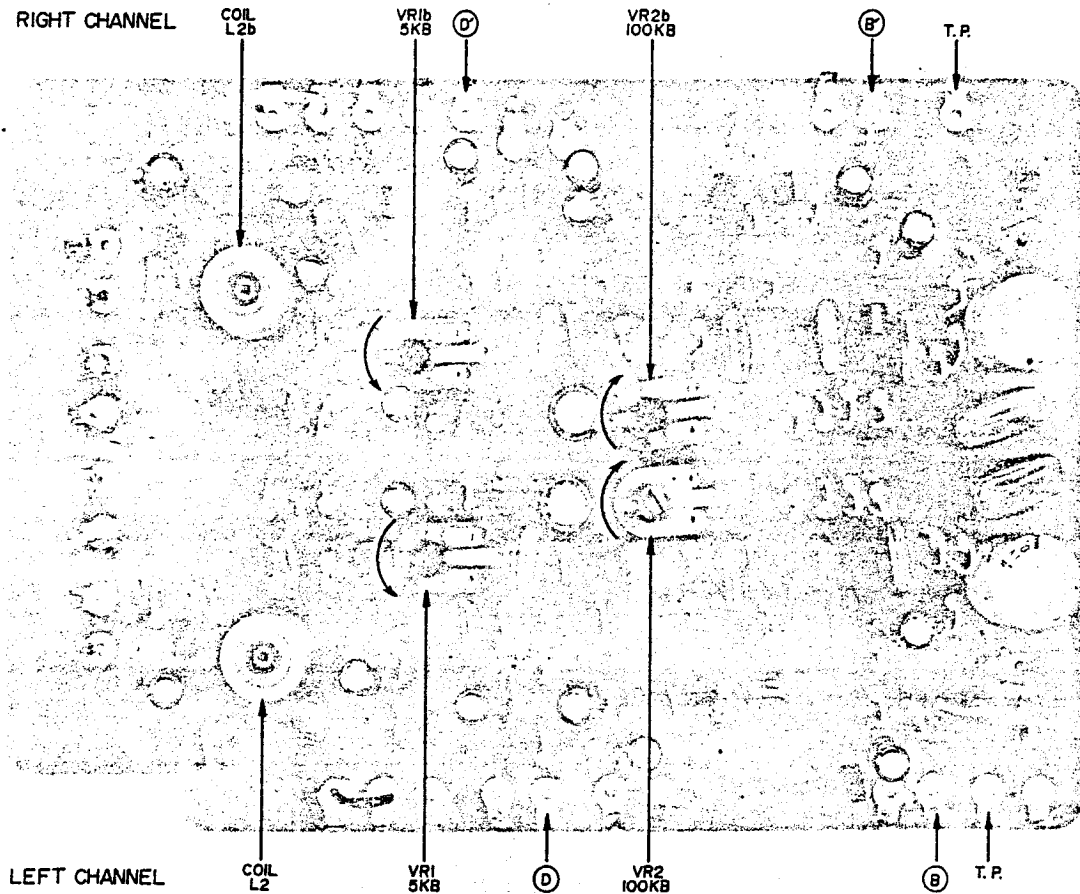 RIGHT CHANNEL
COIL
L2b
VR1b
5KB
D'
VR2b
100KB
B'
T.P.
LEFT CHANNEL
COIL
L2
VR1
5KB
D
VR2
100KB
B
T.P.